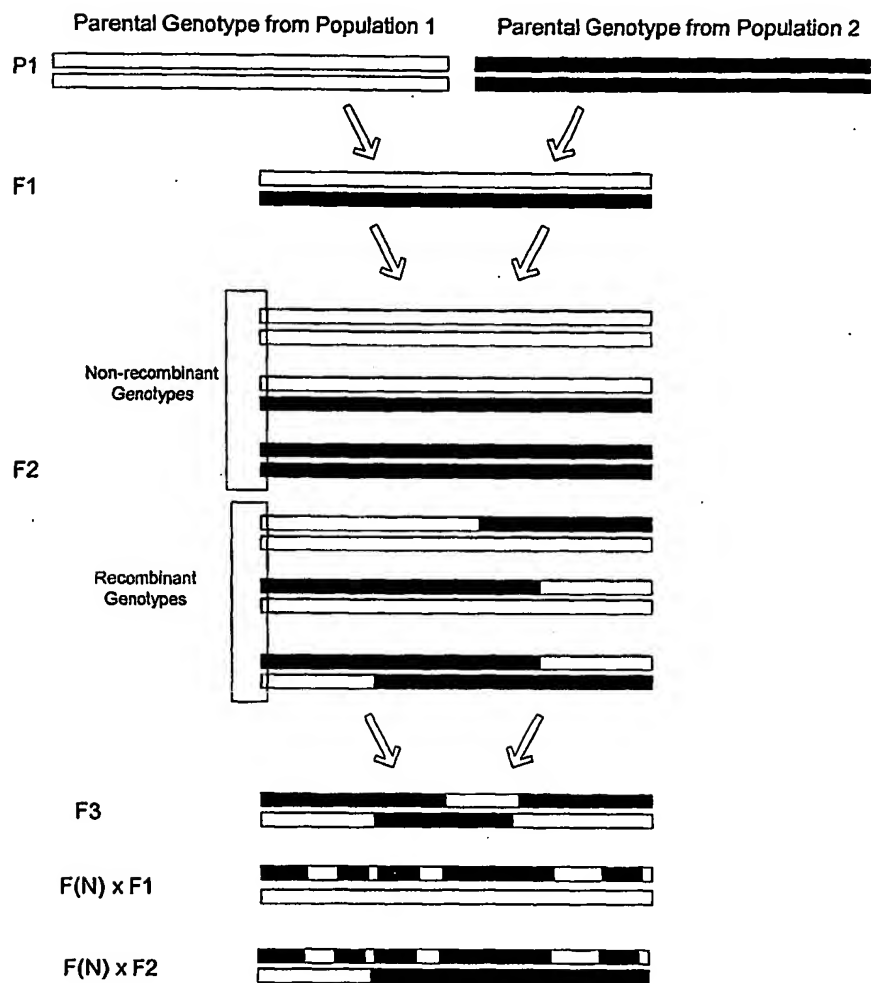 Parental Genotype from Population 1
Parental Genotype from Population 2
P1
F1
Non-recombinant
Genotypes
F2
Recombinant
Genotypes
F3
F(N) x F1
F(N) x F2